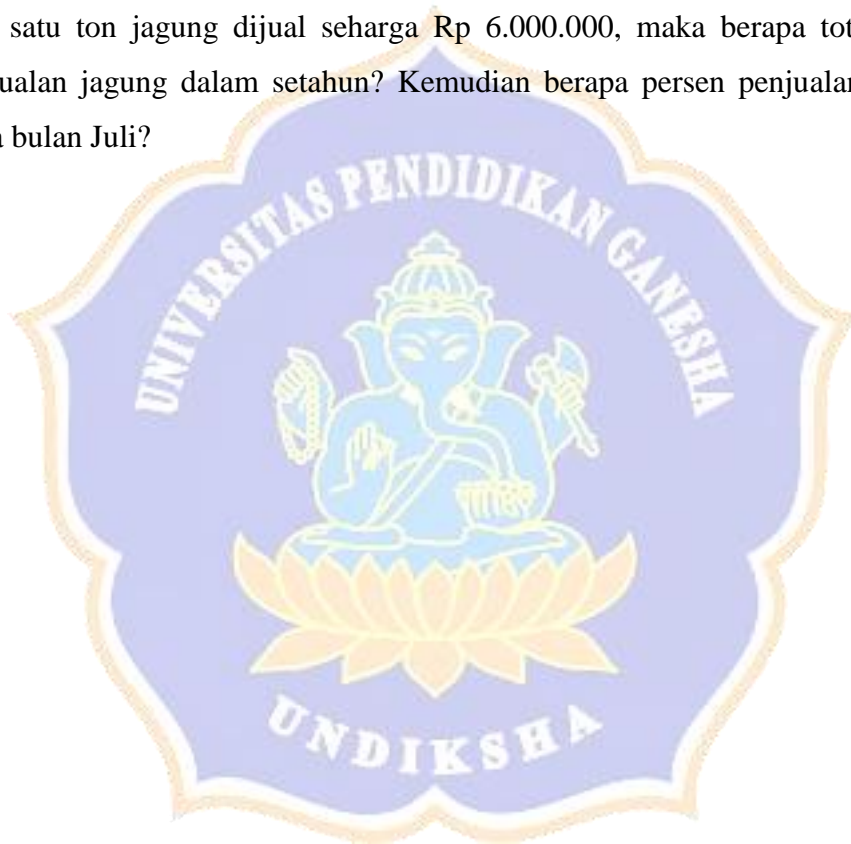 satu ton jagung dijual seharga Rp 6.000.000, maka berapa tot
ualan jagung dalam setahun? Kemudian berapa persen penjualan
bulan Juli?
UNIVERSITAS PENDIDIKAN GANESHA
UNDIKSHA